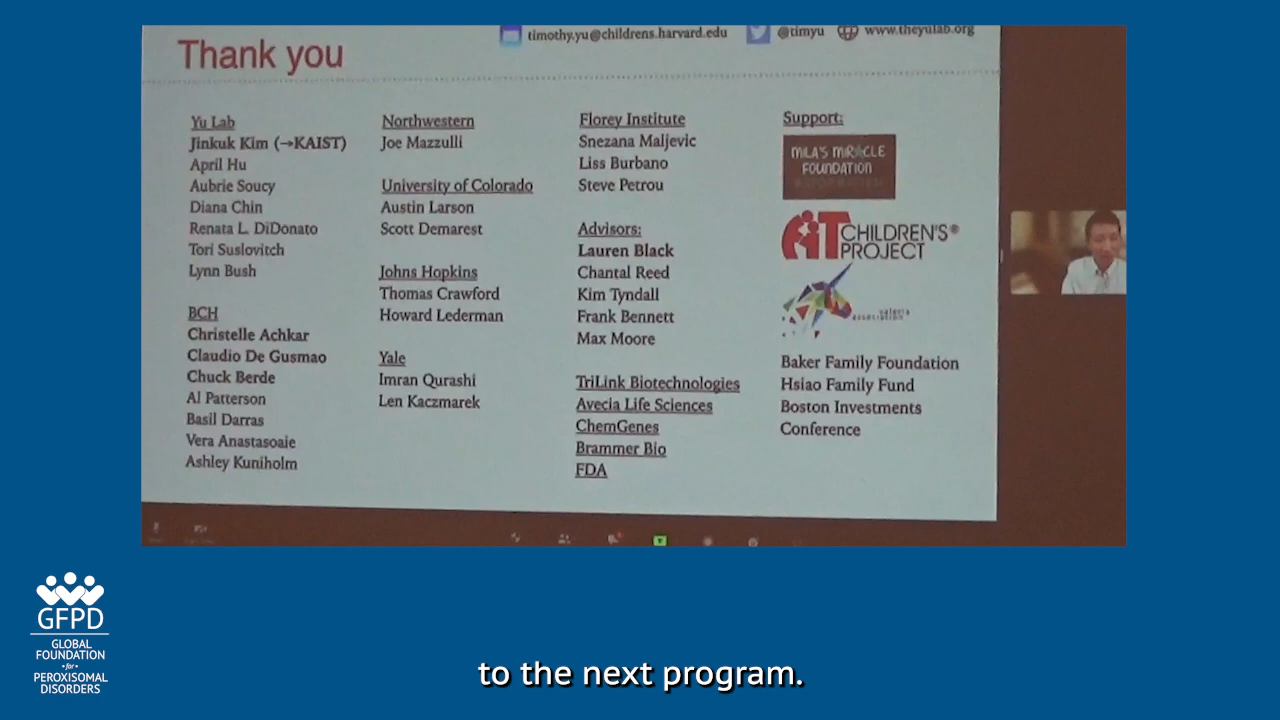 timothy.yu@childrens.harvard.edu
@timyu
www.theyulab.org
Thank you
Yu Lab
Jinkuk Kim (→KAIST)
April Hu
Aubrie Soucy
Diana Chin
Renata L. DiDonato
Tori Suslovitch
Lynn Bush
BCH
Christelle Achkar
Claudio De Gusmao
Chuck Berde
Al Patterson
Basil Darras
Vera Anastasoaie
Ashley Kuniholm
Northwestern
Joe Mazzulli
University of Colorado
Austin Larson
Scott Demarest
Johns Hopkins
Thomas Crawford
Howard Lederman
Yale
Imran Qurashi
Len Kaczmarek
Florey Institute
Snezana Maljevic
Liss Burbano
Steve Petrou
Advisors:
Lauren Black
Chantal Reed
Kim Tyndall
Frank Bennett
Max Moore
TriLink Biotechnologies
Avecia Life Sciences
ChemGenes
Brammer Bio
FDA
Support:
MILA'S MIRACLE
FOUNDATION
AT CHILDREN'S®
PROJECT
valeria
association
Baker Family Foundation
Hsiao Family Fund
Boston Investments
Conference
GFPD
GLOBAL
FOUNDATION
for
PEROXISOMAL
DISORDERS
to the next program.